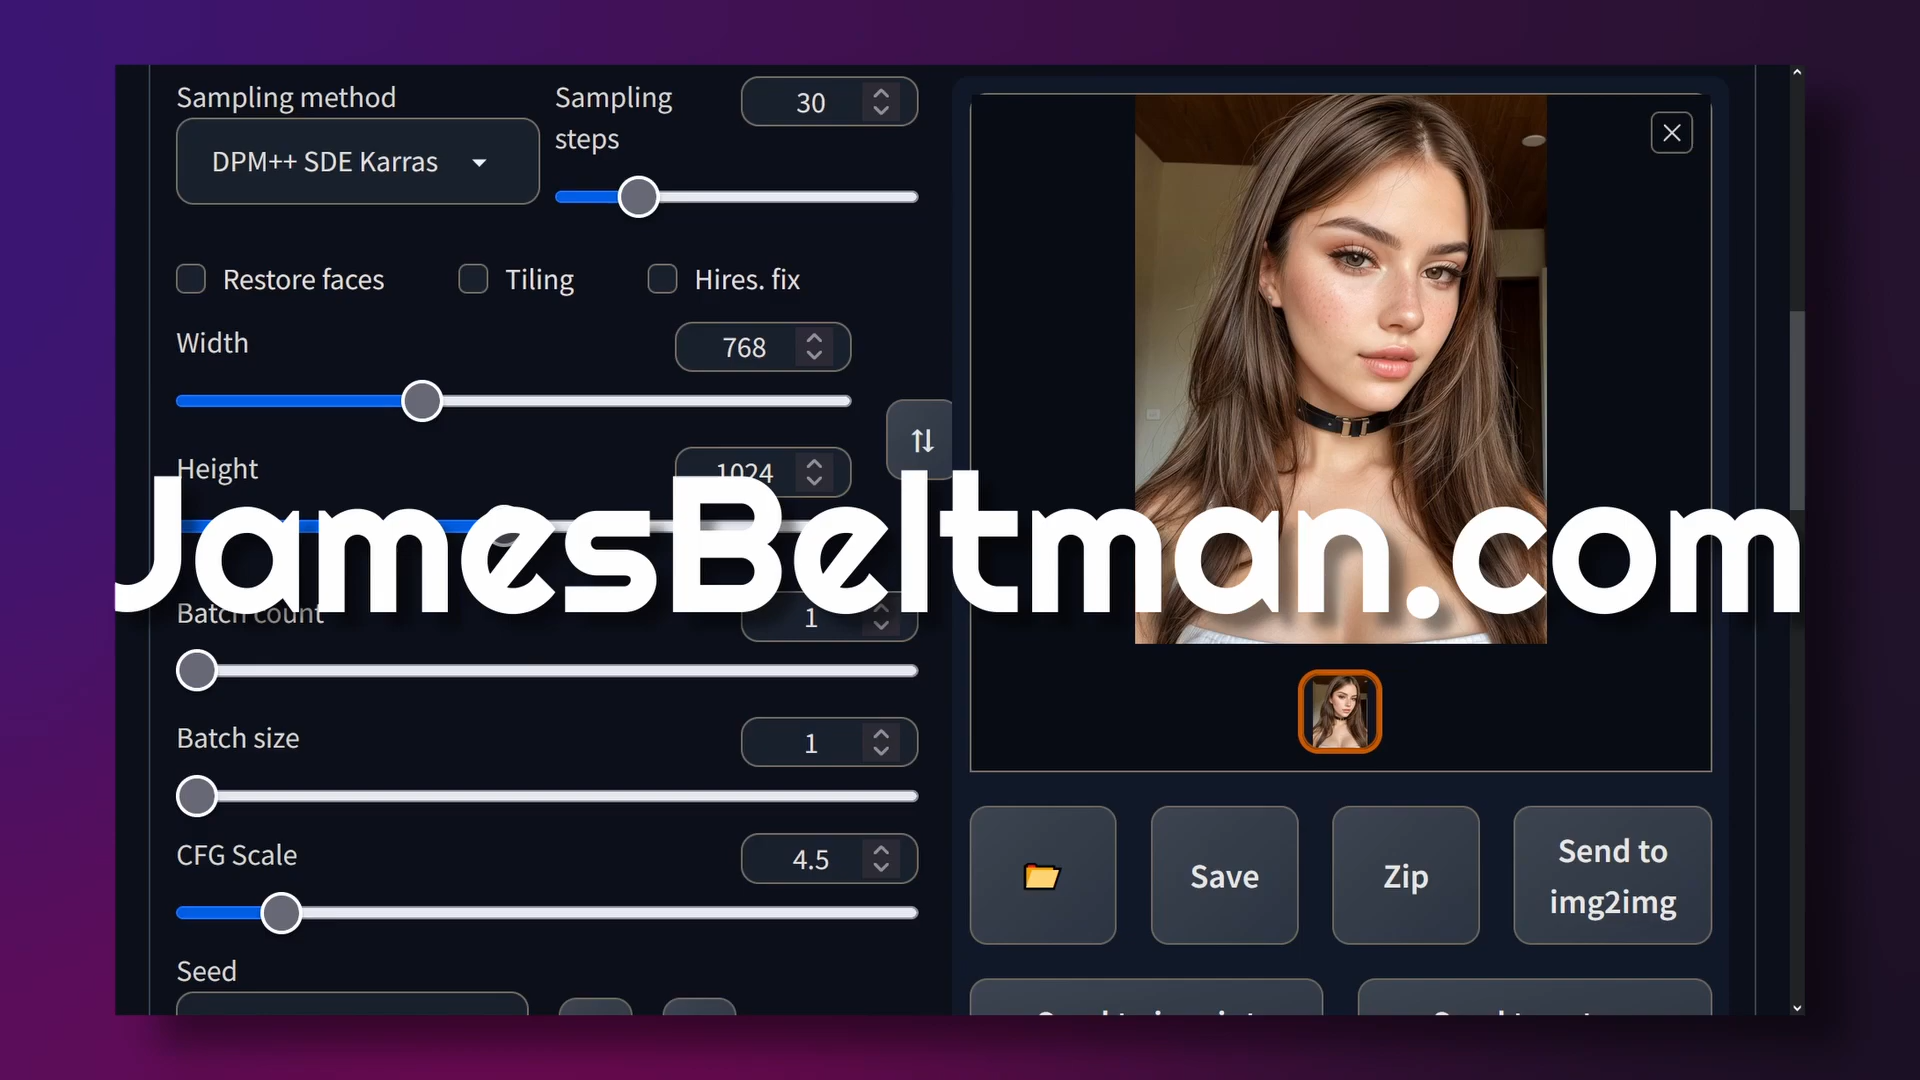 Sampling method
Sampling steps
30
DPM++ SDE Karras
Restore faces
Tiling
Hires. fix
Width
768
Height
1024
JamesBeltman.com
Batch count
1
Batch size
1
CFG Scale
4.5
Save
Zip
Send to
img2img
Seed